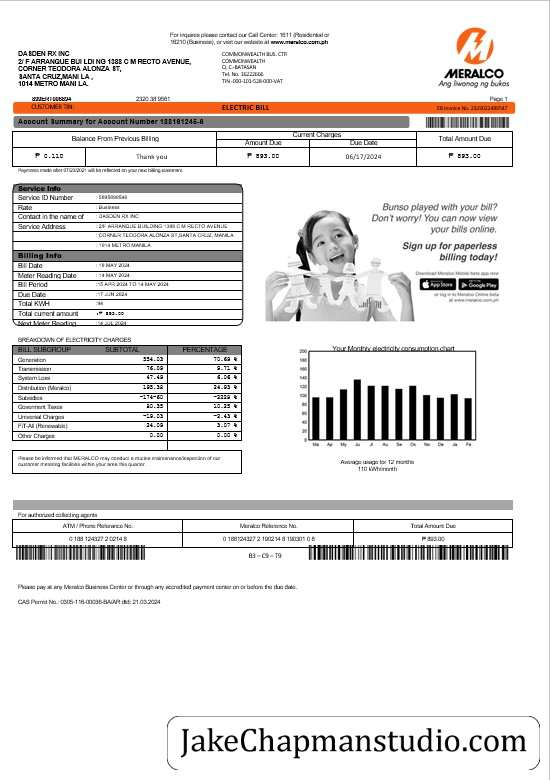 For inquires please contact our Call Center: 1611 (Residential or
16210 (Business), or visit our website at www.meralco.com.ph
DASDEN RX INC
2/ F ARRANQUE BUI LDI NG 1388 C M RECTO AVENUE,
CORNER TEODORA ALONZA ST,
SANTA CRUZ,MANI LA ,
1014 METRO MANI LA.
COMMONWEALTH BUS. CTR
COMMONWEALTH
Q. C.-BATASAN
Tel. No. 36222666
TIN-000-101-528-000-VAT
MERALCO
Ang liwanag ng bukas
2320 38 9561
Page 1
CUSTOMER TIN:
ELECTRIC BILL
Account Summary for Account Number 188181245-8
Balance From Previous Billing
Current Charges
Total Amount Due
Amount Due
Due Date
₱ 0.110
Thank you
₱ 893.00
06/17/2024
₱ 893.00
Payments made after 07/23/2021 will be reflected on your next billing statement.
Service Info
Service ID Number
Rate
: Business
Contact in the name of
: DASDEN RX INC
Service Address
: 2/F ARRANQUE BUILDING 1388 C M RECTO AVENUE
: CORNER TEODORA ALONZA ST,SANTA CRUZ, MANILA
: 1014 METRO MANILA
Billing Info
Bill Date
: 19 MAY 2024
Meter Reading Date
: 14 MAY 2024
Bill Period
: 15 APR 2024 TO 14 MAY 2024
Due Date
: 17 JUN 2024
Total KWH
Total current amount
: ₱ 893.00
Next Meter Reading
: 14 JUL 2024
Bunso played with your bill?
Don't worry! You can now view
your bills online.
Sign up for paperless
billing today!
Download Meralco Mobile here app now
App Store
Google Play
or log in to Meralco Online beta
at www.meralco.com.ph
BREAKDOWN OF ELECTRICITY CHARGES
BILL SUBGROUP SUBTOTAL PERCENTAGE
Generation 554.03 70.69 %
Transmission 76.09 9.71 %
System Loss 47.49 6.06 %
Distribution (Meralco) 195.38 24.93 %
Subsidies -174-60 -2228 %
Government Taxes 80.35 10.25 %
Universal Charges -19.03 -2.43 %
FiT-All (Renewable) 24.09 3.07 %
Other Charges 0.00 0.00 %
Please be informed that MERALCO may conduct a routine maintenance/inspection of our
customer metering facilities within your area this quarter.
Your Monthly electricity consumption chart
200
180
160
140
120
100
80
60
40
20
0
Ma Ap My Ju Jl Au Se Oc No De Ja Fe
Average usage for 12 months
110 kWh/month
For authorized collecting agents
ATM / Phone Reference No.
Meralco Reference No.
Total Amount Due
0 188 124327 2 0214 8
0 188124327 2 190214 8 190301 0 8
₱ 893.00
B3 – C9 – T9
Please pay at any Meralco Business Center or through any accredited payment center on or before the due date.
CAS Permit No.: 0305-116-00036-BA/AR dtd: 21.03.2024
JakeChapmanstudio.com